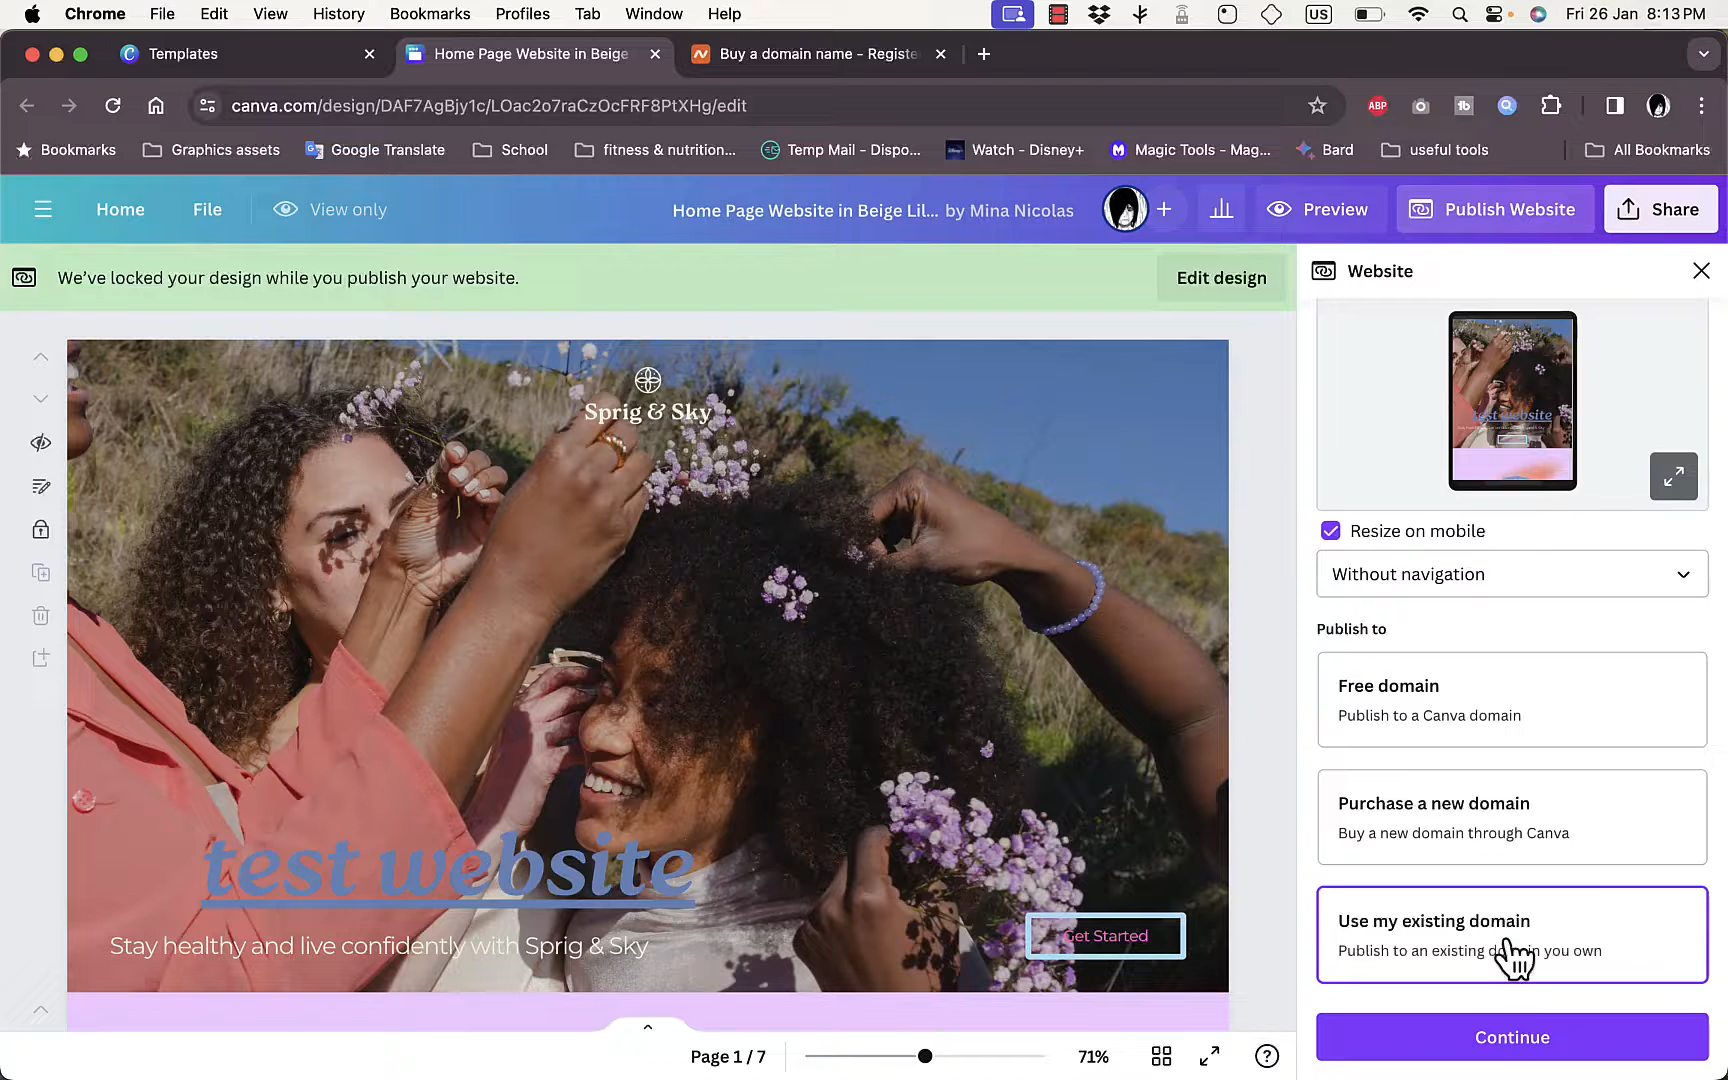 Chrome File Edit View History Bookmarks Profiles Tab Window Help US Fri 26 Jan 8:13 PM
Templates Home Page Website in Beige Buy a domain name - Registe
canva.com/design/DAF7AgBjy1c/LOac2o7raCzOcFRF8PtXHg/edit ABP tb
Bookmarks Graphics assets Google Translate School fitness & nutrition... Temp Mail - Dispo... Watch - Disney+ Magic Tools - Mag... Bard useful tools All Bookmarks
Home File View only Home Page Website in Beige Lil... by Mina Nicolas Preview Publish Website Share
We've locked your design while you publish your website. Edit design
Website
Sprig & Sky
test website
Stay healthy and live confidently with Sprig & Sky
Get Started
test website
Resize on mobile
Without navigation
Publish to
Free domain
Publish to a Canva domain
Purchase a new domain
Buy a new domain through Canva
Use my existing domain
Publish to an existing domain you own
Continue
Page 1 / 7 71%